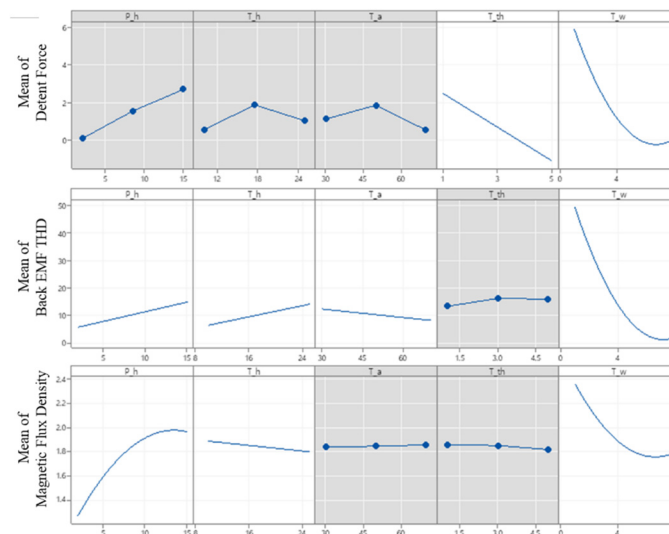 P_h T_h T_a T_th T_w
Mean of
Detent Force
6
4
2
0
5 10 15 12 18 24 30 45 60 1 3 5 0 4
P_h T_h T_a T_th T_w
Mean of
Back EMF THD
50
40
30
20
10
0
5 10 15 8 16 24 30 60 1.5 3.0 4.5 0 4
P_h T_h T_a T_th T_w
Mean of
Magnetic Flux Density
2.4
2.2
2.0
1.8
1.6
1.4
5 10 15 8 16 24 30 45 60 1.5 3.0 4.5 0 4